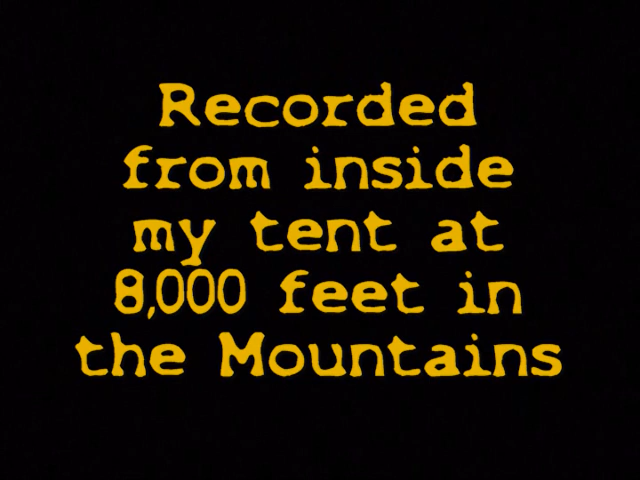 Recorded
from inside
my tent at
8,000 feet in
the Mountains